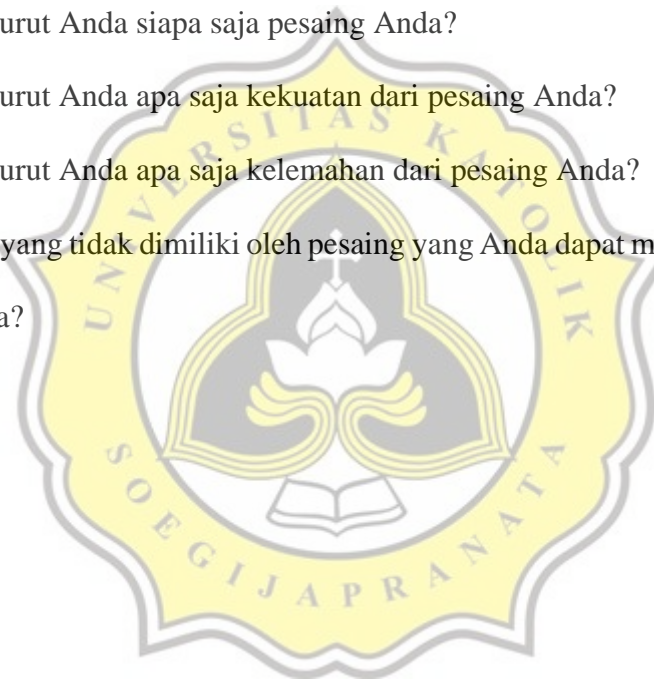 urut Anda siapa saja pesaing Anda?
urut Anda apa saja kekuatan dari pesaing Anda?
urut Anda apa saja kelemahan dari pesaing Anda?
yang tidak dimiliki oleh pesaing yang Anda dapat m
a?
UNIVERSITAS KATOLIK
SOEGIJAPRANATA